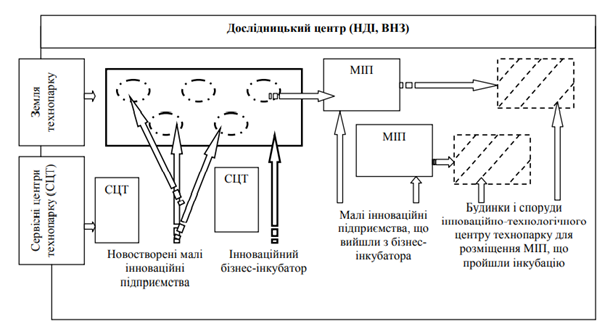 Дослідницький центр (НДІ, ВНЗ)
Земля
технопарку
МІП
МІП
Сервісні центри
технопарку (СЦТ)
СЦТ
СЦТ
Новостворені малі
інноваційні
підприємства
Інноваційний
бізнес-інкубатор
Малі інноваційні
підприємства, що
вийшли з бізнес-
інкубатора
Будинки і споруди
інноваційно-технологічного
центру технопарку для
розміщення МІП, що
пройшли інкубацію